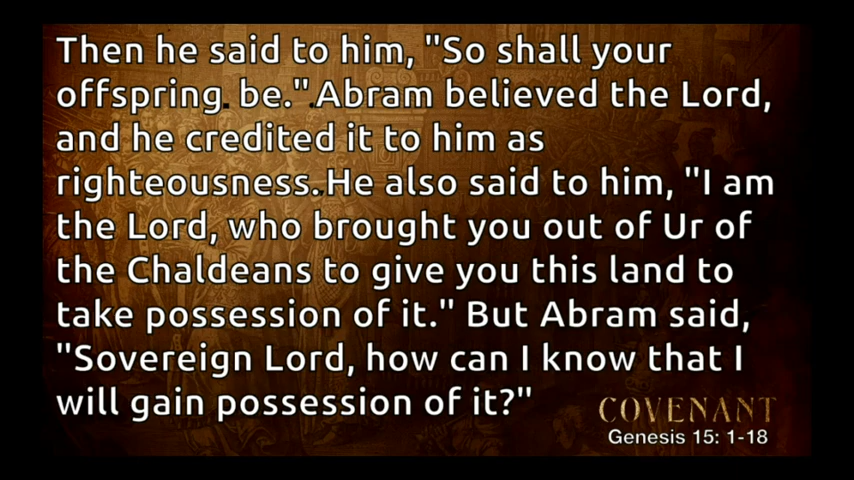 Then he said to him, "So shall your
offspring. be.".Abram believed the Lord,
and he credited it to him as
righteousness.He also said to him, "I am
the Lord, who brought you out of Ur of
the Chaldeans to give you this land to
take possession of it." But Abram said,
"Sovereign Lord, how can I know that I
will gain possession of it?"
COVENANT
Genesis 15: 1-18